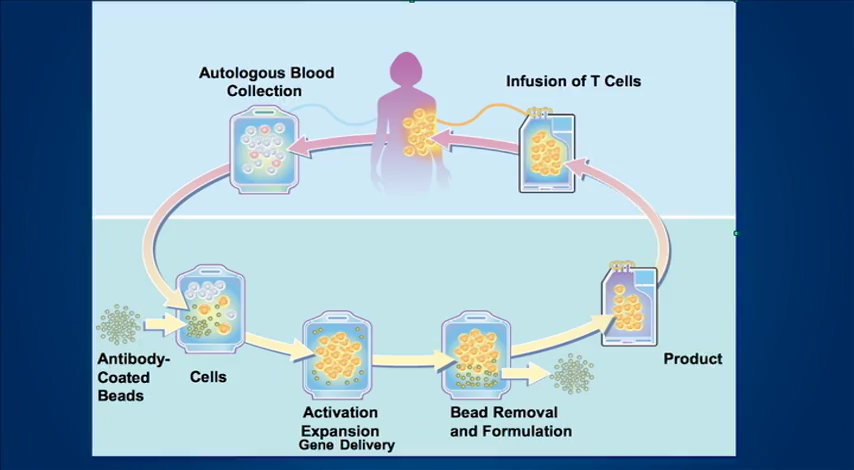 Autologous Blood
Collection
Infusion of T Cells
Antibody-
Coated
Beads
Cells
Activation
Expansion
Gene Delivery
Bead Removal
and Formulation
Product